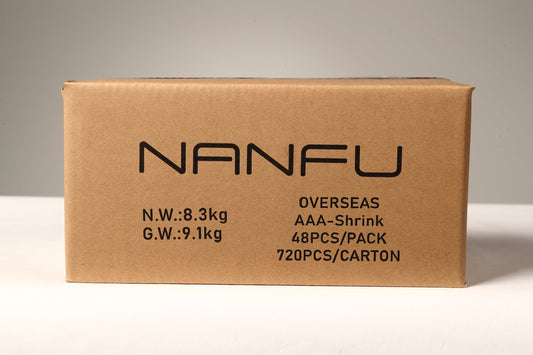 NANFU
N.W.:8.3kg
G.W.:9.1kg
OVERSEAS
AAA-Shrink
48PCS/PACK
720PCS/CARTON